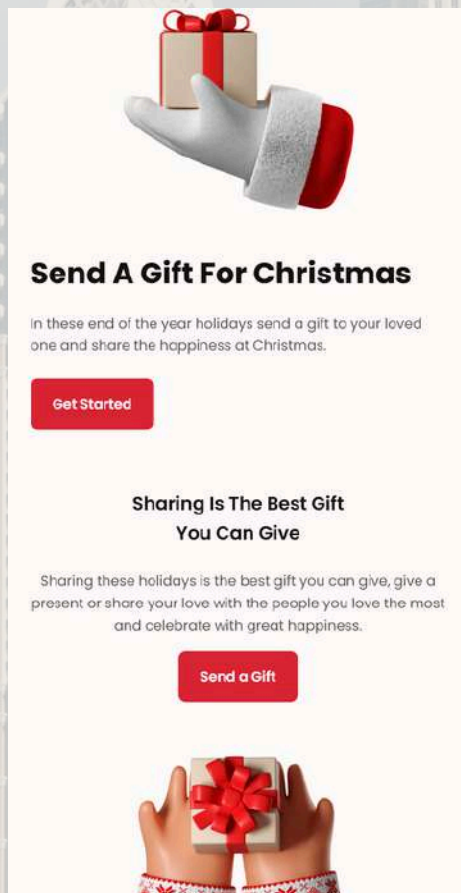 Send A Gift For Christmas
In these end of the year holidays send a gift to your loved
one and share the happiness at Christmas.
Get Started
Sharing Is The Best Gift
You Can Give
Sharing these holidays is the best gift you can give, give a
present or share your love with the people you love the most
and celebrate with great happiness.
Send a Gift